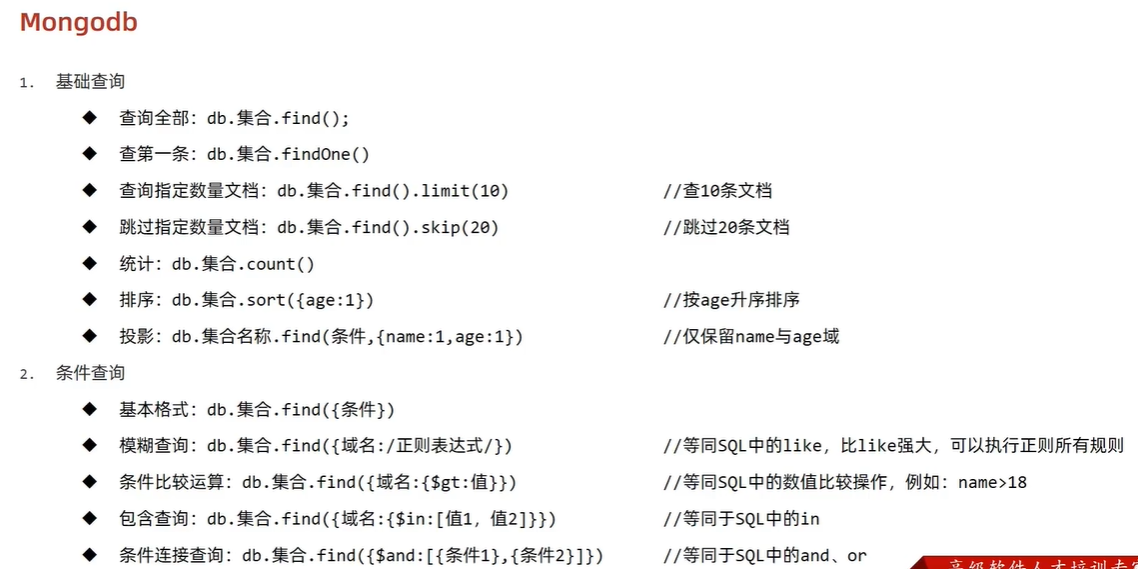 Mongodb
1. 基础查询
◆ 查询全部：db.集合.find();
◆ 查第一条：db.集合.findOne()
◆ 查询指定数量文档：db.集合.find().limit(10) //查10条文档
◆ 跳过指定数量文档：db.集合.find().skip(20) //跳过20条文档
◆ 统计：db.集合.count()
◆ 排序：db.集合.sort({age:1}) //按age升序排序
◆ 投影：db.集合名称.find(条件,{name:1,age:1}) //仅保留name与age域
2. 条件查询
◆ 基本格式：db.集合.find({条件})
◆ 模糊查询：db.集合.find({域名:/正则表达式/}) //等同SQL中的like，比like强大，可以执行正则所有规则
◆ 条件比较运算：db.集合.find({域名:{$gt:值}}) //等同SQL中的数值比较操作，例如：name>18
◆ 包含查询：db.集合.find({域名:{$in:[值1，值2]}}) //等同于SQL中的in
◆ 条件连接查询：db.集合.find({$and:[{条件1},{条件2}]}) //等同于SQL中的and、or
高级软件人才培训专